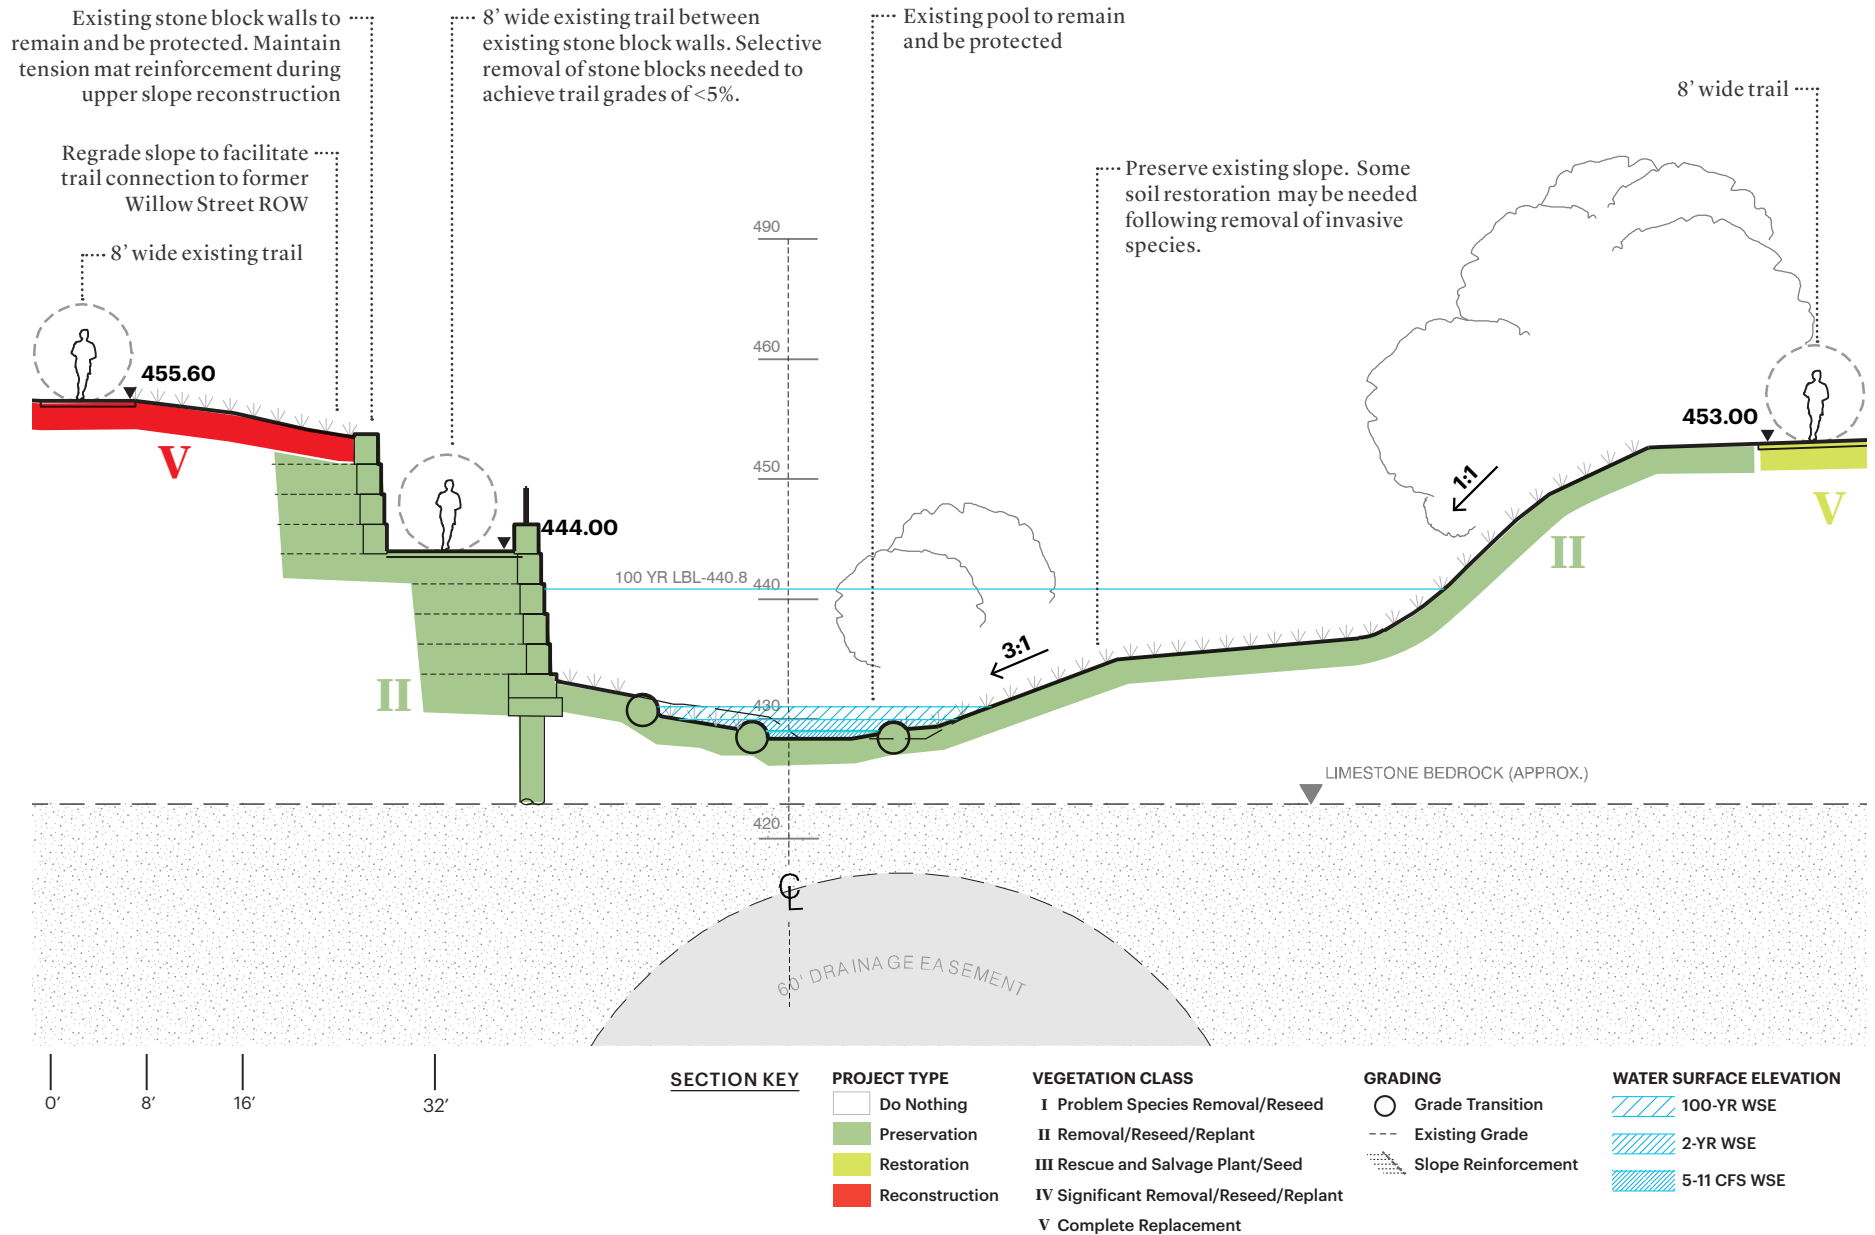 Existing stone block walls to
remain and be protected. Maintain
tension mat reinforcement during
upper slope reconstruction
8’ wide existing trail between
existing stone block walls. Selective
removal of stone blocks needed to
achieve trail grades of <5%.
Existing pool to remain
and be protected
8’ wide trail
Regrade slope to facilitate
trail connection to former
Willow Street ROW
Preserve existing slope. Some
soil restoration may be needed
following removal of invasive
species.
8’ wide existing trail
490
460
455.60
453.00
450
V
1:1
V
444.00
II
100 YR LBL-440.8
440
3:1
II
430
LIMESTONE BEDROCK (APPROX.)
420
CL
60' DRAINAGE EASEMENT
0’
8’
16’
32’
SECTION KEY
PROJECT TYPE
Do Nothing
Preservation
Restoration
Reconstruction
VEGETATION CLASS
I Problem Species Removal/Reseed
II Removal/Reseed/Replant
III Rescue and Salvage Plant/Seed
IV Significant Removal/Reseed/Replant
V Complete Replacement
GRADING
Grade Transition
Existing Grade
Slope Reinforcement
WATER SURFACE ELEVATION
100-YR WSE
2-YR WSE
5-11 CFS WSE